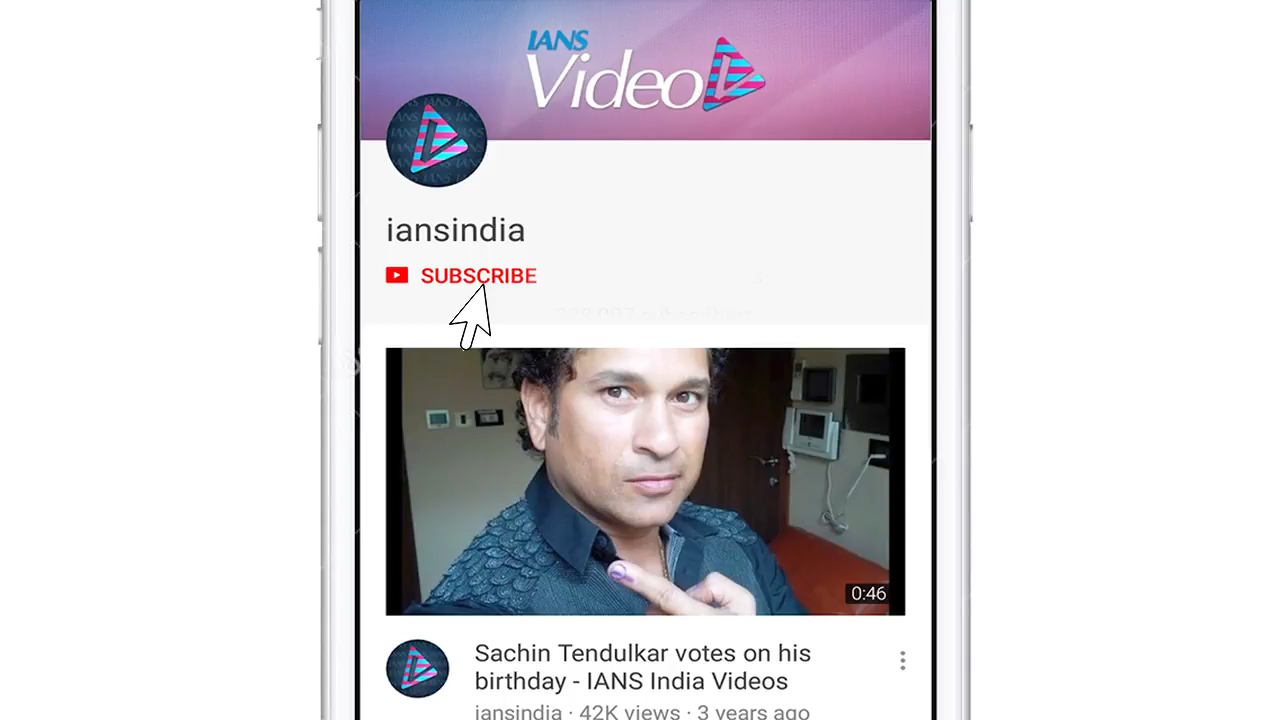 IANS
Video
iansindia
SUBSCRIBE
0:46
Sachin Tendulkar votes on his
birthday - IANS India Videos
iansindia · 42K views · 3 years ago